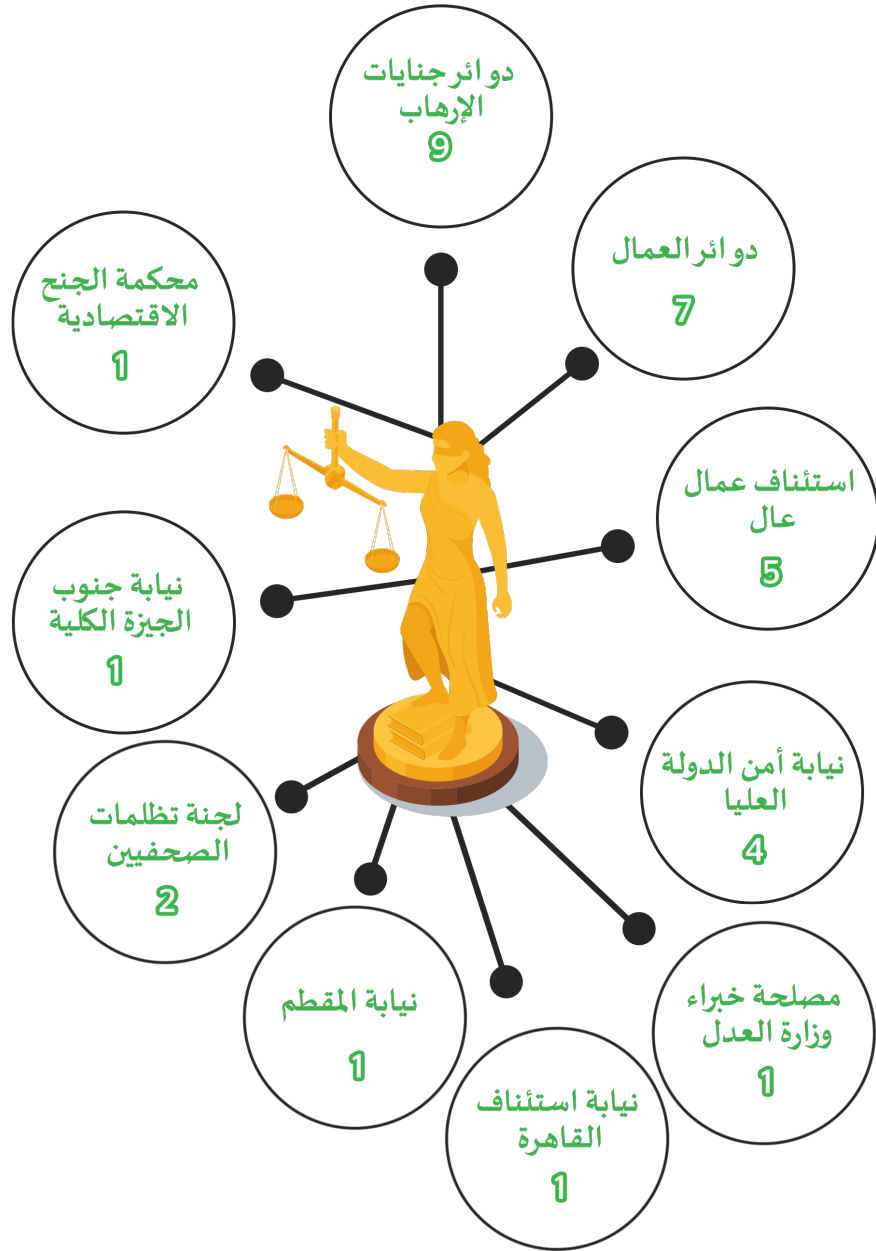 دوائر جنايات
الإرهاب
9
دوائر العمال
7
استئناف عمال
عال
5
نيابة أمن الدولة
العليا
4
مصلحة خبراء
وزارة العدل
1
نيابة استئناف
القاهرة
1
نيابة المقطم
1
لجنة تظلمات
الصحفيين
2
نيابة جنوب
الجيزة الكلية
1
محكمة الجنح
الاقتصادية
1